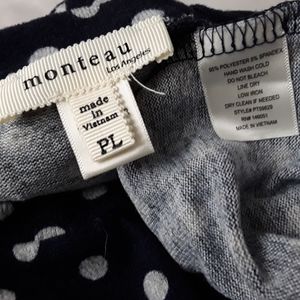 monteau
Los Angeles
made
in
Vietnam
PL
95% POLYESTER 5% SPANDEX
HAND WASH COLD
DO NOT BLEACH
LINE DRY
LOW IRON
DRY CLEAN IF NEEDED
MADE IN VIETNAM